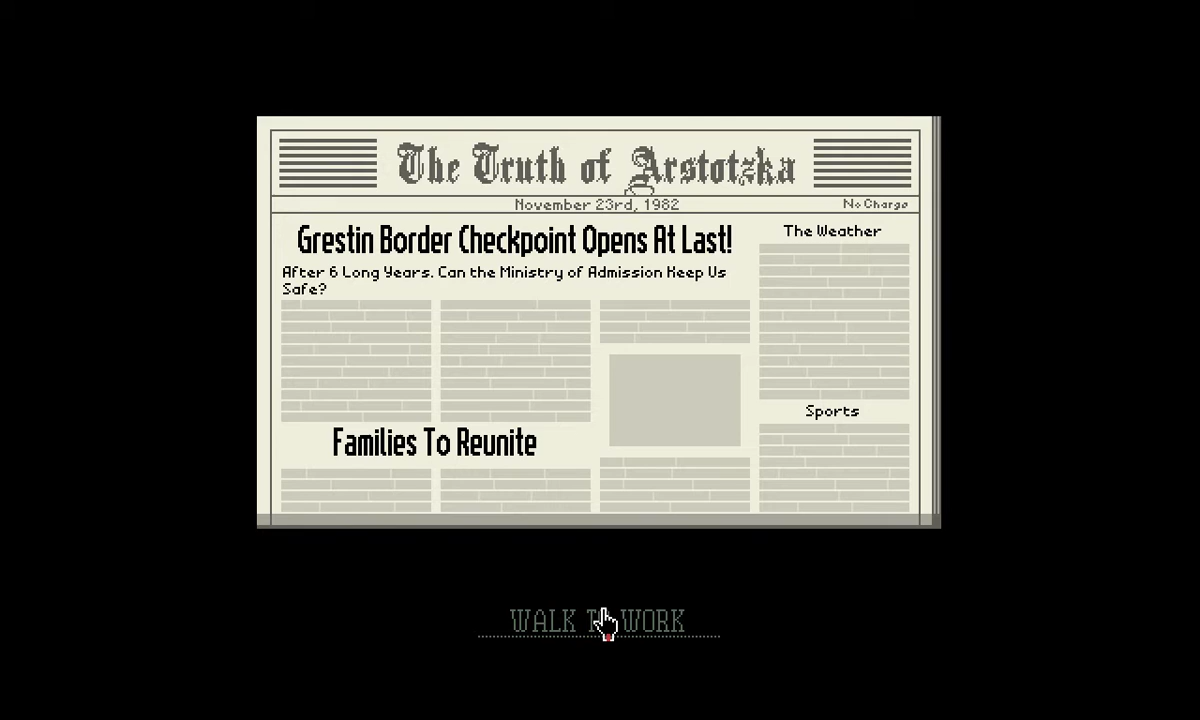 The Truth of Arstotzka
November 23rd, 1982
No Charge
Grestin Border Checkpoint Opens At Last!
After 6 Long Years. Can the Ministry of Admission Keep Us
Safe?
Families To Reunite
The Weather
Sports
WALK TO WORK